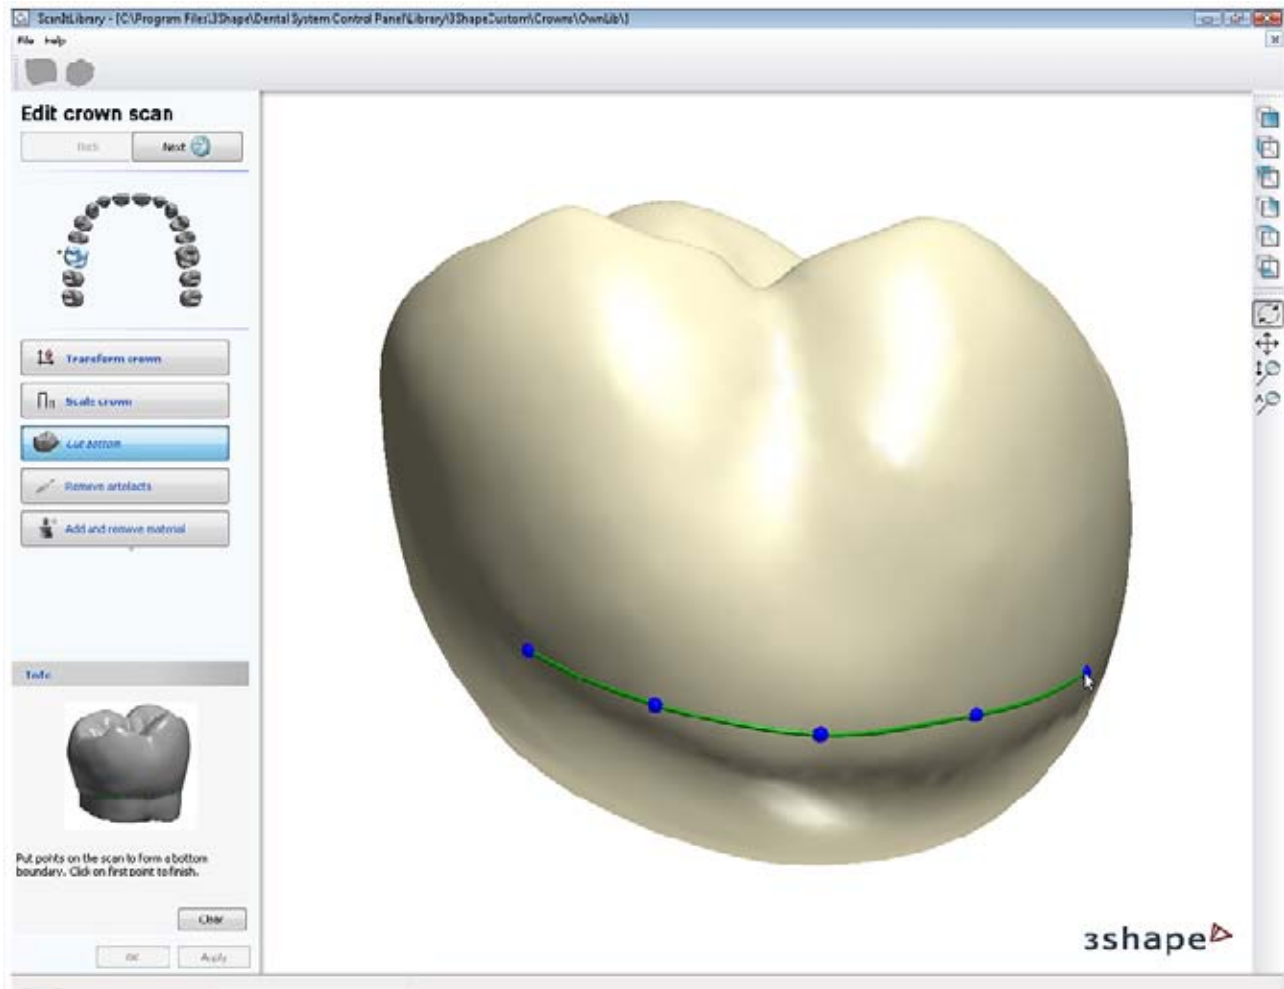 ScanItLibrary - [C:\Program Files\3Shape\Dental System Control Panel\Library\3ShapeCustom\Crowns\OwnLib\]
File Help
Edit crown scan
Back
Next
Transform crown
Scale crown
Cut bottom
Remove artefacts
Add and remove material
Info
Put points on the scan to form a bottom
boundary. Click on first point to finish.
Clear
OK
Apply
3shape